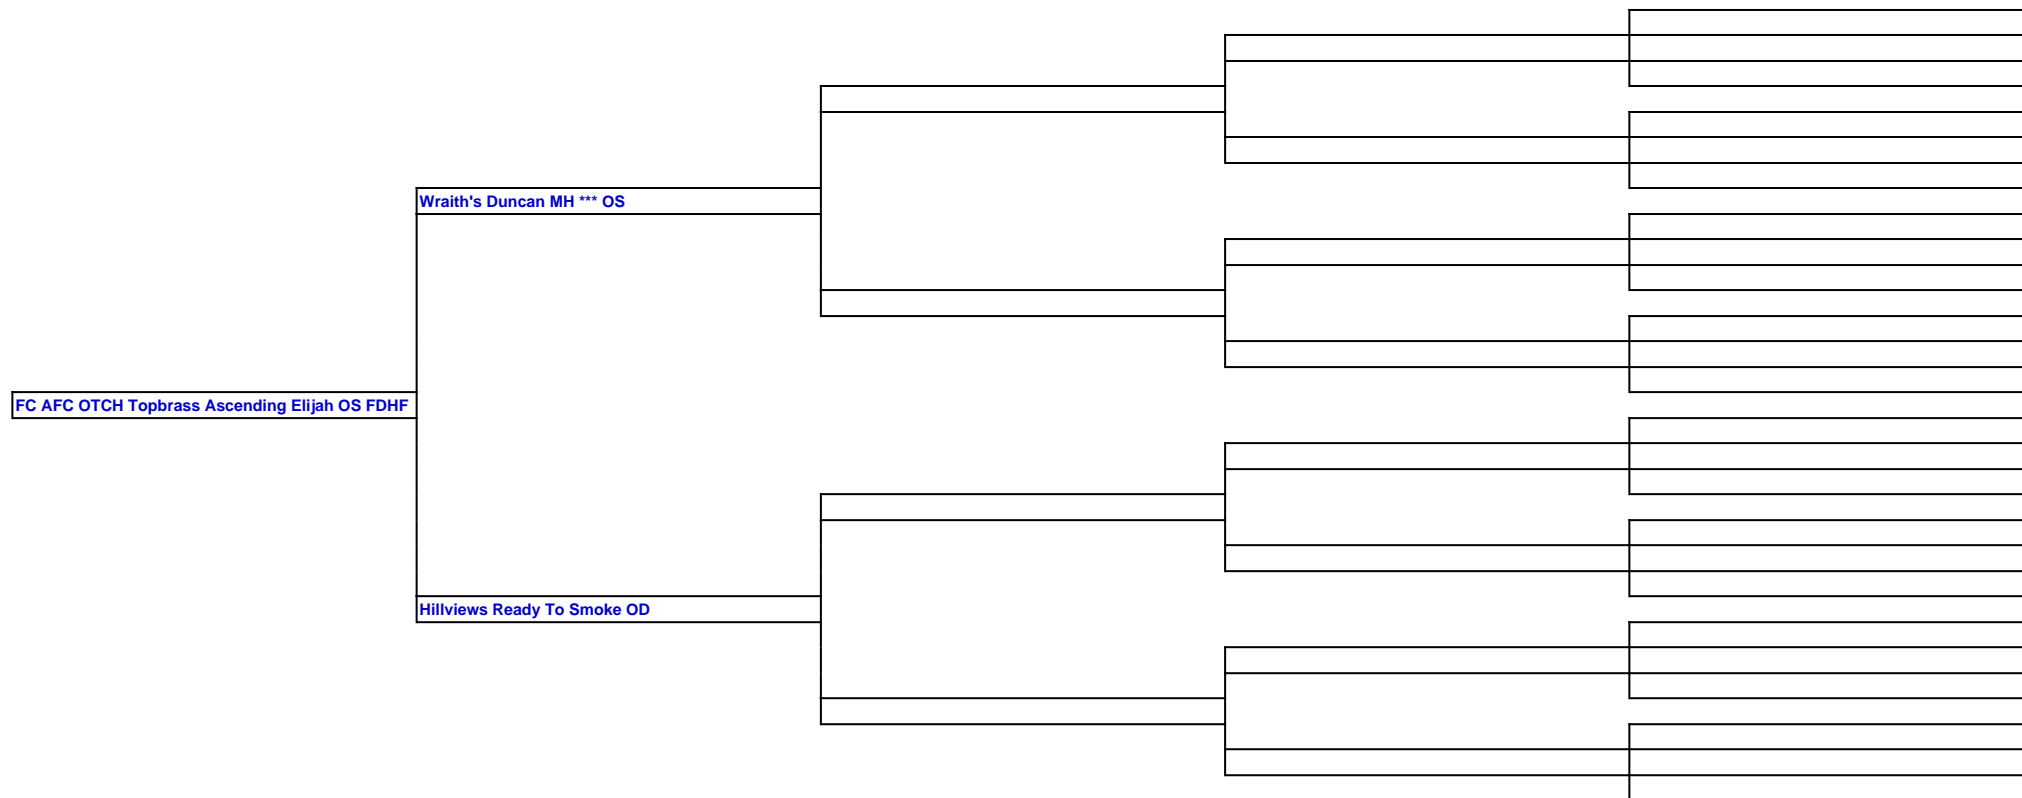 Wraith's Duncan MH *** OS
FC AFC OTCH Topbrass Ascending Elijah OS FDHF
Hillviews Ready To Smoke OD